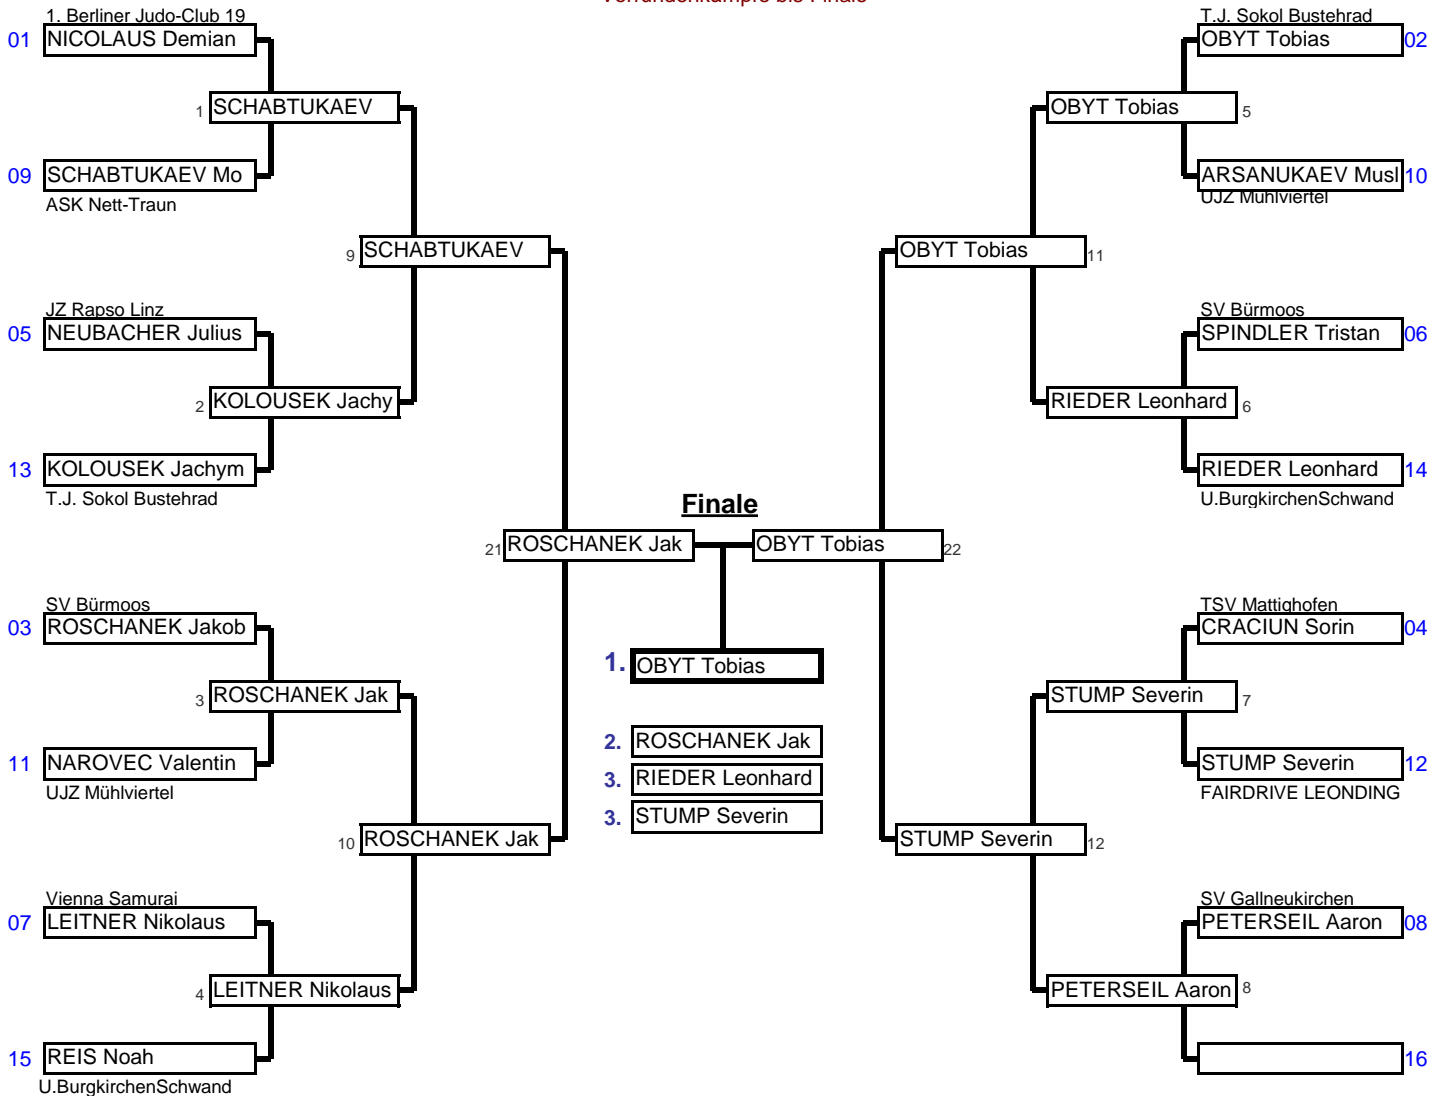 Vorrundenkämpfe bis Finale
1. Berliner Judo-Club 19
01 NICOLAUS Demian
1 SCHABTUKAEV
09 SCHABTUKAEV Mo
ASK Nett-Traun
9 SCHABTUKAEV
JZ Rapso Linz
05 NEUBACHER Julius
2 KOLOUSEK Jachy
13 KOLOUSEK Jachym
T.J. Sokol Bustehrad
21 ROSCHANEK Jak
SV Bürmoos
03 ROSCHANEK Jakob
3 ROSCHANEK Jak
11 NAROVEC Valentin
UJZ Mühlviertel
10 ROSCHANEK Jak
Vienna Samurai
07 LEITNER Nikolaus
4 LEITNER Nikolaus
15 REIS Noah
U.BurgkirchenSchwand
Finale
1. OBYT Tobias
2. ROSCHANEK Jak
3. RIEDER Leonhard
3. STUMP Severin
T.J. Sokol Bustehrad
OBYT Tobias 02
OBYT Tobias 5
ARSANUKAEV Musl 10
UJZ Mühlviertel
OBYT Tobias 11
SV Bürmoos
SPINDLER Tristan 06
RIEDER Leonhard 6
RIEDER Leonhard 14
U.BurgkirchenSchwand
OBYT Tobias 22
TSV Mattighofen
CRACIUN Sorin 04
STUMP Severin 7
STUMP Severin 12
FAIRDRIVE LEONDING
STUMP Severin 12
SV Gallneukirchen
PETERSEIL Aaron 08
PETERSEIL Aaron 8
16